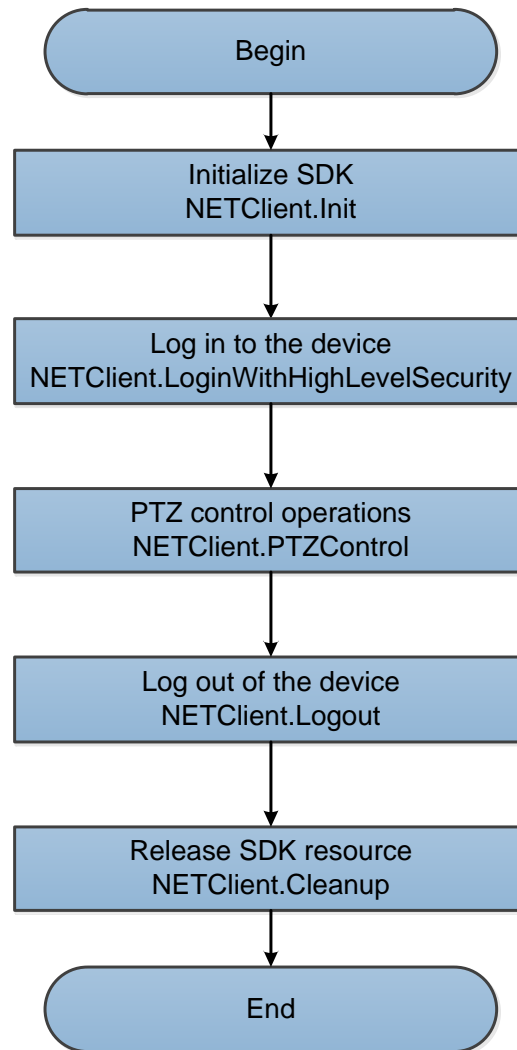 Begin
Initialize SDK
NETClient.Init
Log in to the device
NETClient.LoginWithHighLevelSecurity
PTZ control operations
NETClient.PTZControl
Log out of the device
NETClient.Logout
Release SDK resource
NETClient.Cleanup
End